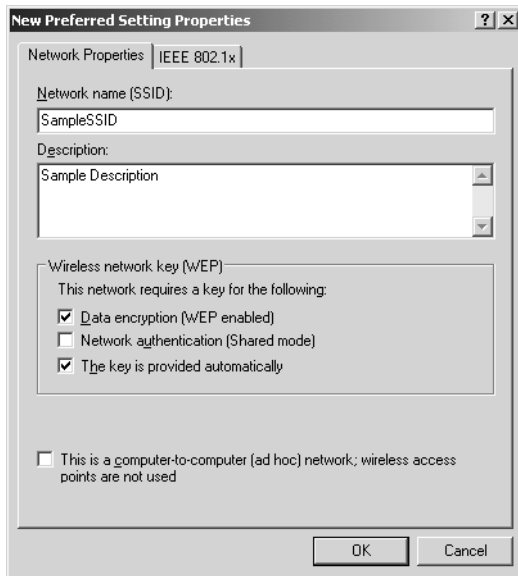 New Preferred Setting Properties
? X
Network Properties
IEEE 802.1x
Network name (SSID):
SampleSSID
Description:
Sample Description
Wireless network key (WEP)
This network requires a key for the following:
Data encryption (WEP enabled)
Network authentication (Shared mode)
The key is provided automatically
This is a computer-to-computer (ad hoc) network; wireless access
points are not used
OK
Cancel